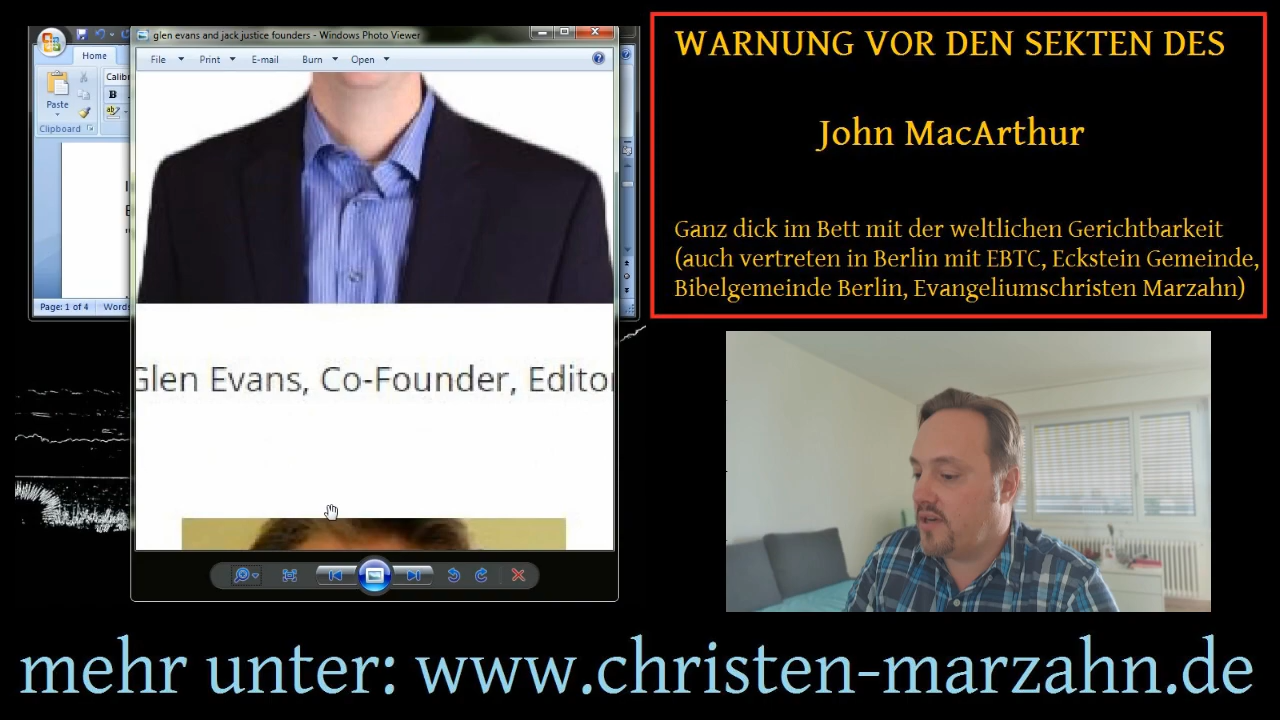 glen evans and jack justice founders - Windows Photo Viewer
File Print E-mail Burn Open
Home
Paste
Clipboard
Calib
B
Page: 1 of 4 Words
Glen Evans, Co-Founder, Editor
WARNUNG VOR DEN SEKTEN DES
John MacArthur
Ganz dick im Bett mit der weltlichen Gerichtbarkeit
(auch vertreten in Berlin mit EBTC, Eckstein Gemeinde,
Bibelgemeinde Berlin, Evangeliumschristen Marzahn)
mehr unter: www.christen-marzahn.de